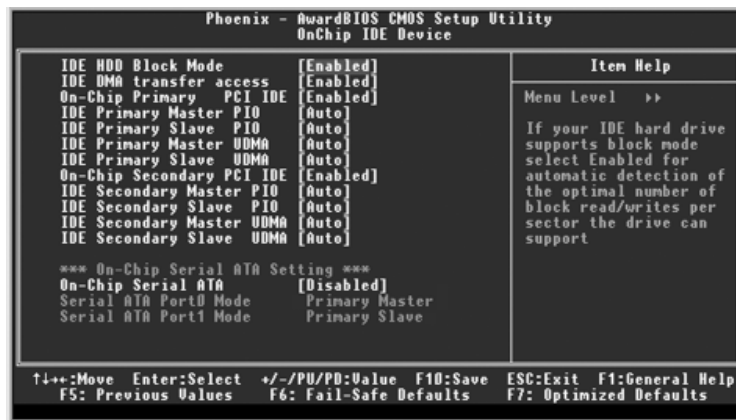 Phoenix - AwardBIOS CMOS Setup Utility
OnChip IDE Device
IDE HDD Block Mode [Enabled]
IDE DMA transfer access [Enabled]
On-Chip Primary PCI IDE [Enabled]
IDE Primary Master PIO [Auto]
IDE Primary Slave PIO [Auto]
IDE Primary Master UDMA [Auto]
IDE Primary Slave UDMA [Auto]
On-Chip Secondary PCI IDE [Enabled]
IDE Secondary Master PIO [Auto]
IDE Secondary Slave PIO [Auto]
IDE Secondary Master UDMA [Auto]
IDE Secondary Slave UDMA [Auto]
*** On-Chip Serial ATA Setting ***
On-Chip Serial ATA [Disabled]
Serial ATA Port0 Mode Primary Master
Serial ATA Port1 Mode Primary Slave
Item Help
Menu Level ►►
If your IDE hard drive
supports block mode
select Enabled for
automatic detection of
the optimal number of
block read/writes per
sector the drive can
support
↑↓→←:Move Enter:Select +/-/PU/PD:Value F10:Save ESC:Exit F1:General Help
F5: Previous Values F6: Fail-Safe Defaults F7: Optimized Defaults